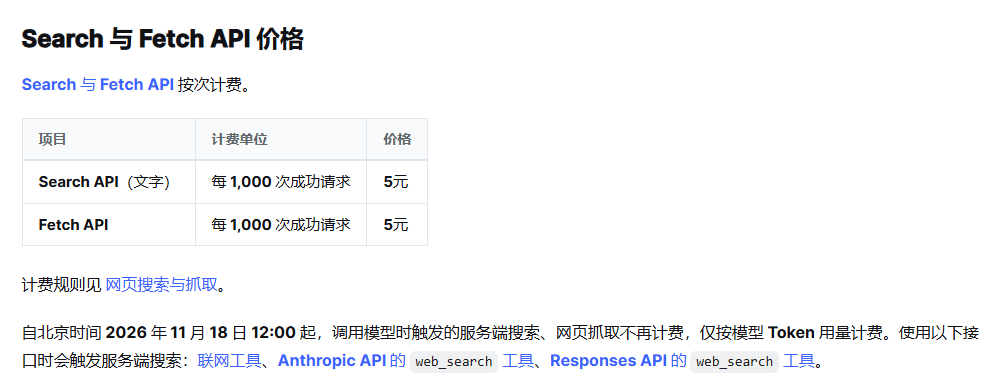 Search 与 Fetch API 价格
Search 与 Fetch API 按次计费。
项目 计费单位 价格
Search API（文字） 每 1,000 次成功请求 5元
Fetch API 每 1,000 次成功请求 5元
计费规则见 网页搜索与抓取。
自北京时间 2026 年 11 月 18 日 12:00 起，调用模型时触发的服务端搜索、网页抓取不再计费，仅按模型 Token 用量计费。使用以下接
口时会触发服务端搜索：联网工具、Anthropic API 的 web_search 工具、Responses API 的 web_search 工具。